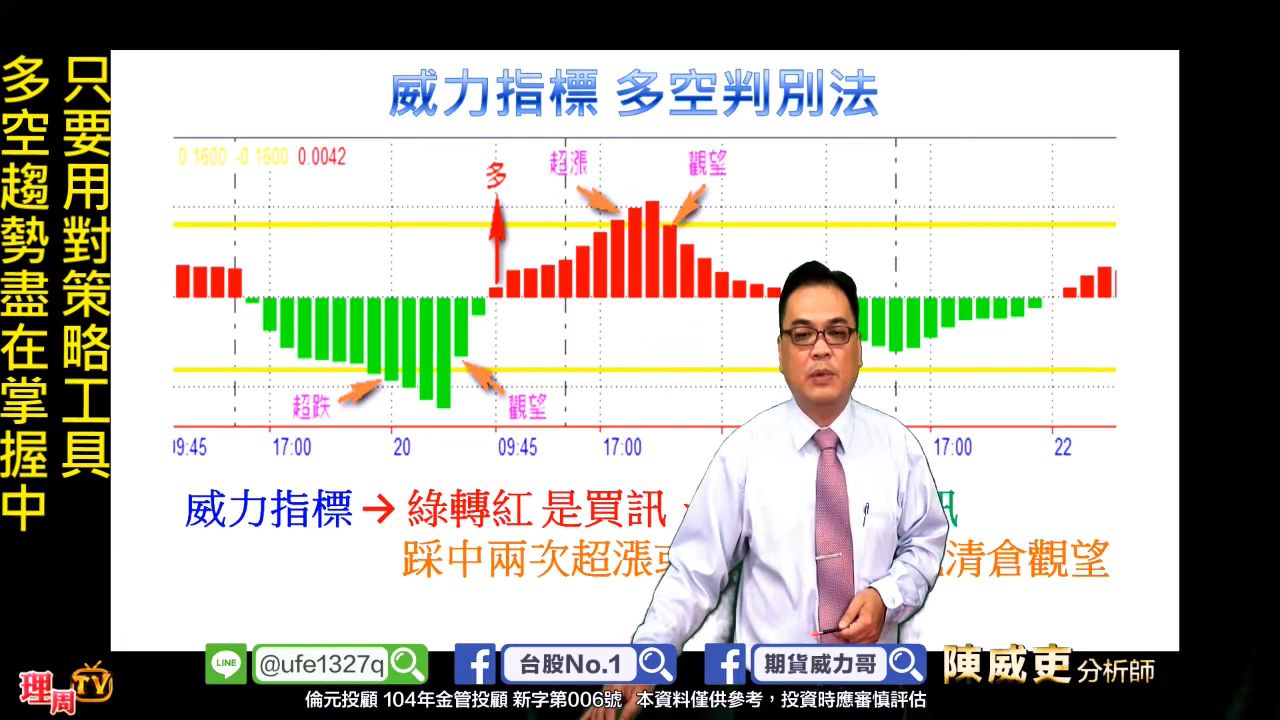 只要用對策略工具
多空趨勢盡在掌握中
威力指標 多空判別法
0 1600 -0 1600 0.0042
多
超漲
觀望
超跌
觀望
09:45 17:00 20 09:45 17:00 17:00 22
威力指標→綠轉紅 是買訊
訊
踩中兩次超漲或
清倉觀望
LINE @ufe1327q
台股No.1
期貨威力哥
陳威吏 分析師
理周TV
倫元投顧 104年金管投顧 新字第006號 本資料僅供參考，投資時應審慎評估